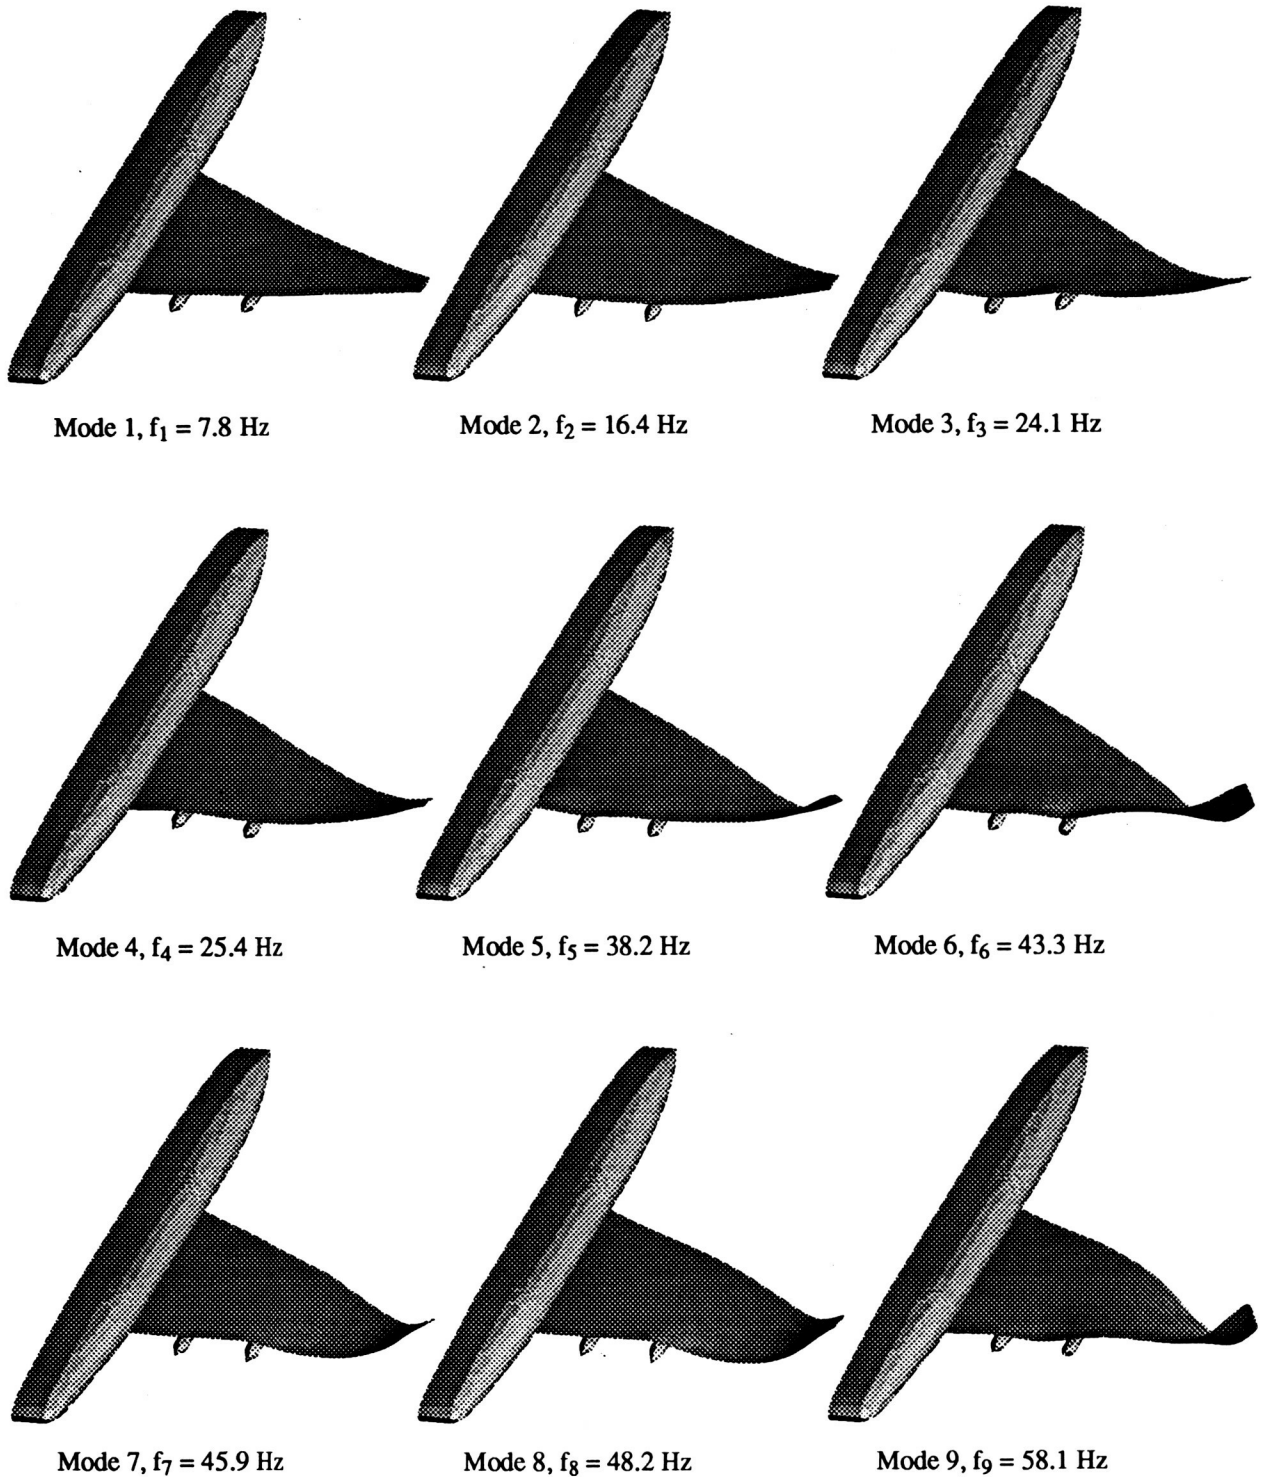 Mode 1, f1 = 7.8 Hz
Mode 2, f2 = 16.4 Hz
Mode 3, f3 = 24.1 Hz
Mode 4, f4 = 25.4 Hz
Mode 5, f5 = 38.2 Hz
Mode 6, f6 = 43.3 Hz
Mode 7, f7 = 45.9 Hz
Mode 8, f8 = 48.2 Hz
Mode 9, f9 = 58.1 Hz